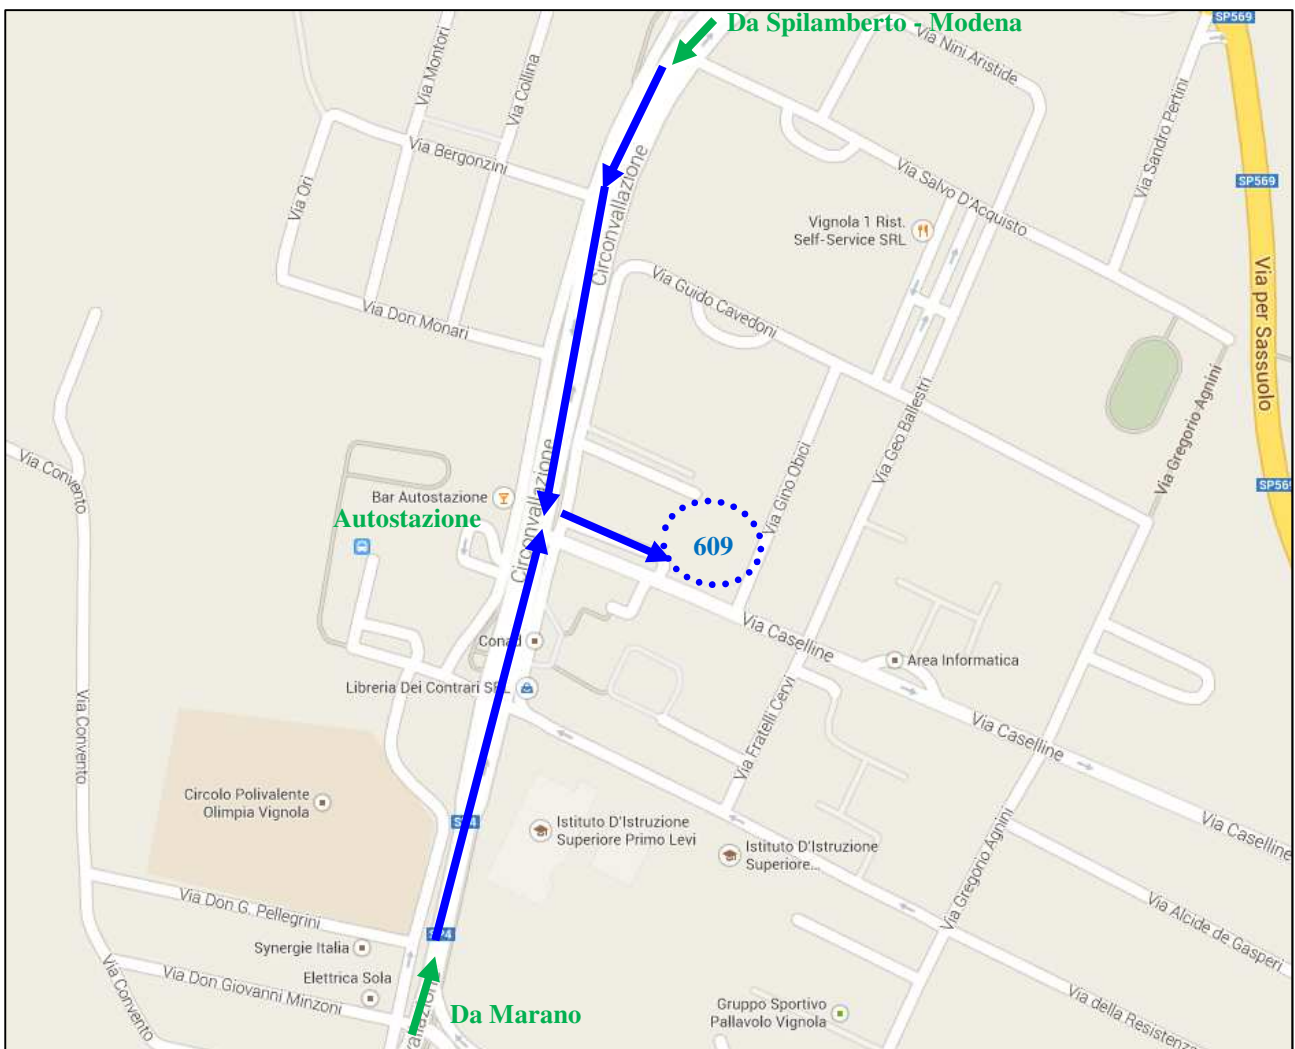 SP569
Da Spilamberto - Modena
Via Nini Aristide
Via Montori
Via Collina
Via Sandro Pertini
Via Bergonzini
Circonvallazione
Via Salvo D'Acquisto
SP569
Via Ori
Vignola 1 Rist.
Self-Service SRL
Via Guido Cavedoni
Via per Sassuolo
Via Don Monari
Via Geo Ballestri
Via Gregorio Agnini
Via Convento
Circonvallazione
Via Gino Obici
Bar Autostazione
SP569
Autostazione
609
Via Caselline
Conad
Area Informatica
Libreria Dei Contrari SRL
Via Convento
Via Fratelli Cervi
Via Caselline
Circolo Polivalente
Olimpia Vignola
Istituto D'Istruzione
Superiore Primo Levi
Via Caselline
Istituto D'Istruzione
Superiore...
Via Gregorio Agnini
Via Don G. Pellegrini
Via Alcide de Gasperi
Synergie Italia
Via Convento
Via Don Giovanni Minzoni
Elettrica Sola
Da Marano
Gruppo Sportivo
Pallavolo Vignola
Via della Resistenza